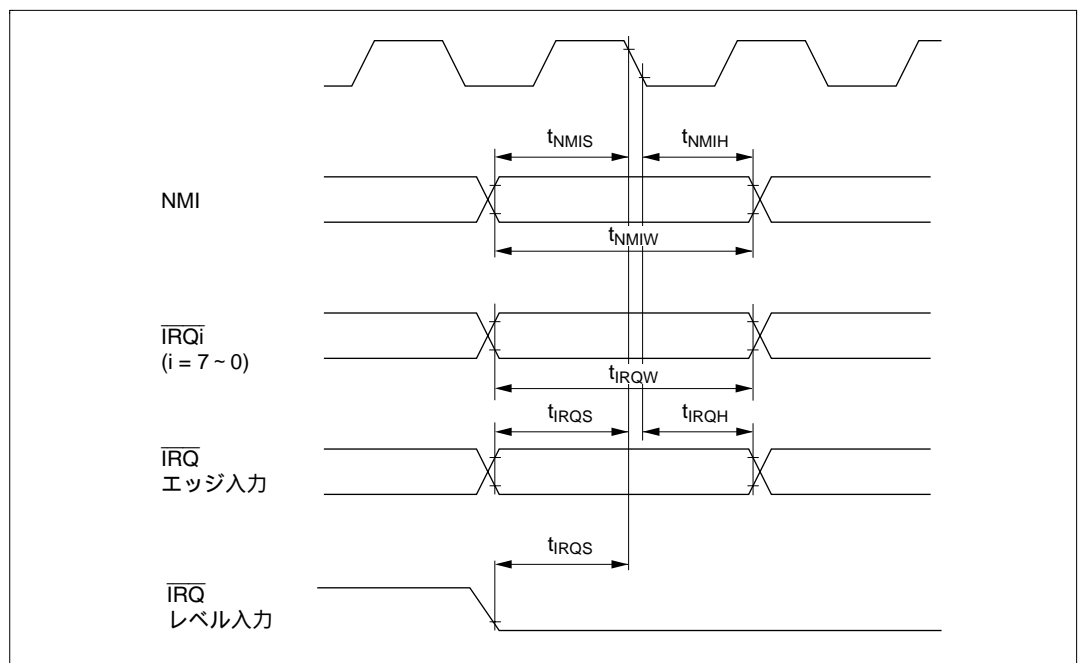 tNMIS
tNMIH
NMI
tNMIW
IRQi
(i = 7 ~ 0)
tIRQW
tIRQS
tIRQH
IRQ
エッジ入力
tIRQS
IRQ
レベル入力